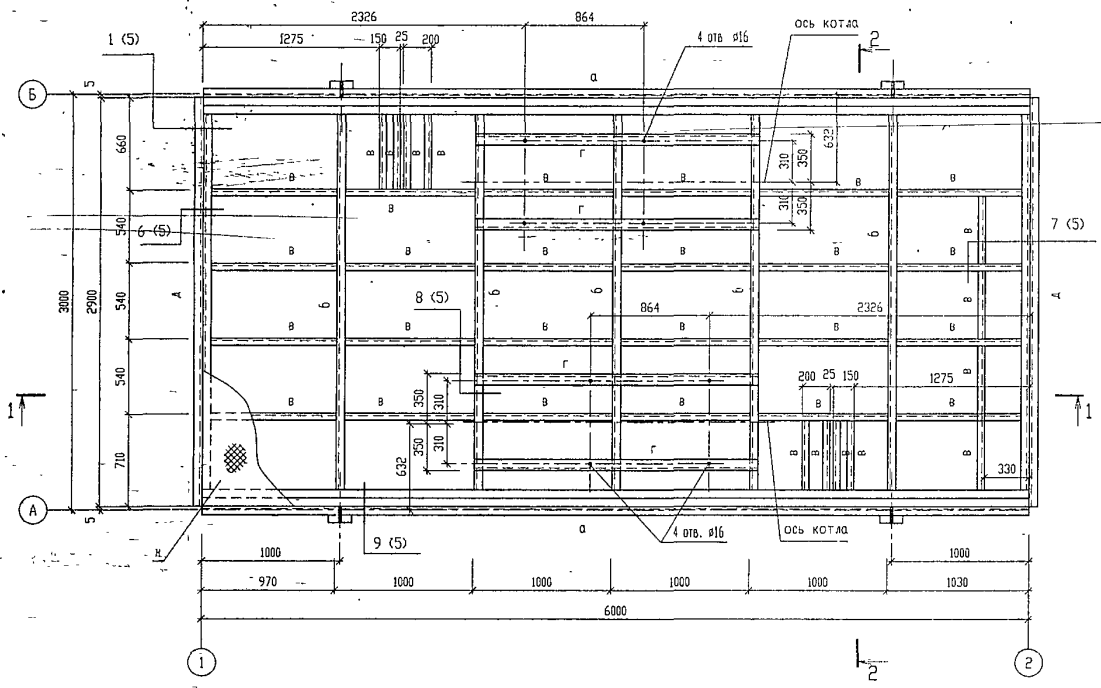 2326
864
1275
150
25
200
4 отв ø16
ОСЬ КОТЛА
2
1 (5)
а
Б
5
660
в
в
в
в
в
г
310
350
632
в
в
в
в
в
г
310
350
540
6 (5)
б
7 (5)
в
3000
2900
А
540
в
в
в
в
в
б
б
б
б
8 (5)
864
2326
в
А
в
в
в
в
в
540
г
350
310
200
25
150
1275
в
1
в
в
в
в
в
1
710
632
350
310
г
в
в
в
в
в
330
А
5
н
9 (5)
а
4 отв. ø16
ОСЬ КОТЛА
1000
1000
970
1000
1000
1000
1000
1030
6000
1
2
2